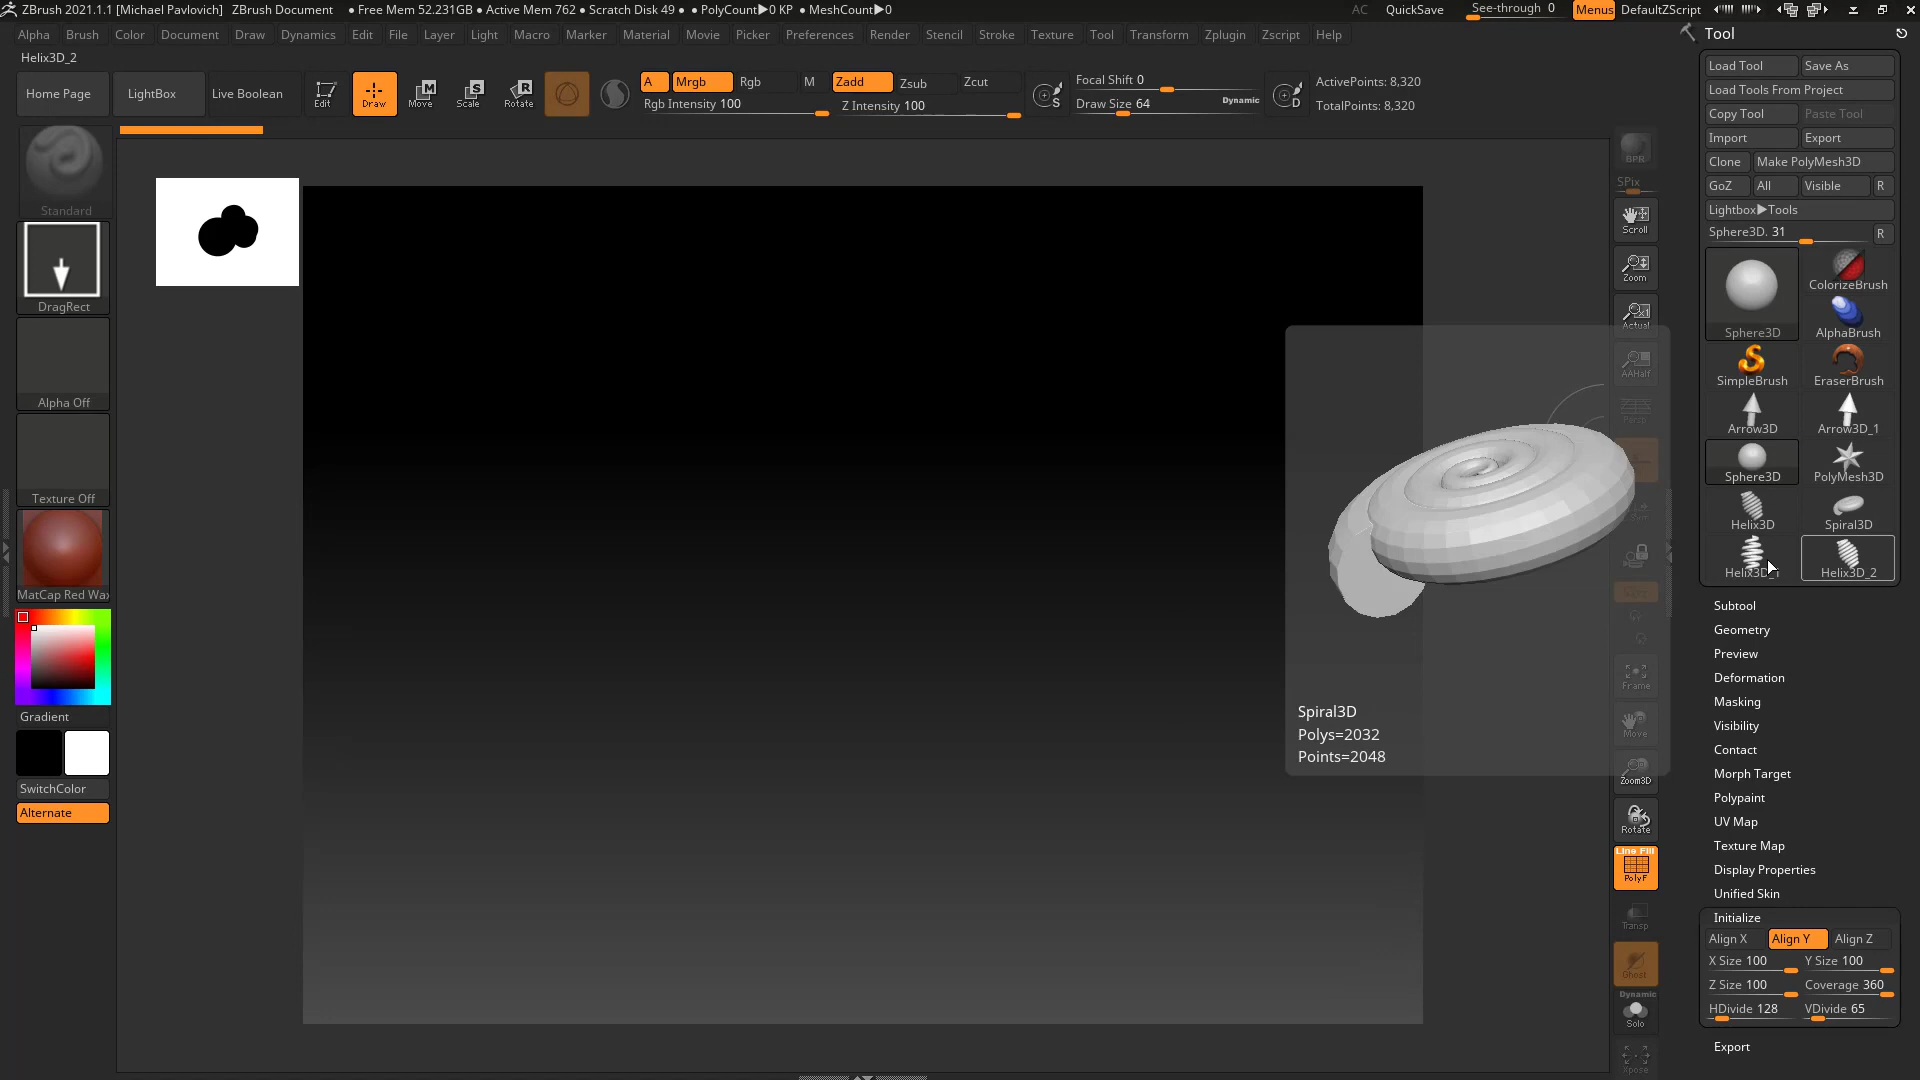 ZBrush 2021.1.1 [Michael Pavlovich] ZBrush Document • Free Mem 52.231GB • Active Mem 762 • Scratch Disk 49 • • PolyCount▶0 KP • MeshCount▶0 AC QuickSave See-through 0 Menus DefaultZScript
Alpha Brush Color Document Draw Dynamics Edit File Layer Light Macro Marker Material Movie Picker Preferences Render Stencil Stroke Texture Tool Transform Zplugin Zscript Help
Helix3D_2
Home Page LightBox Live Boolean Edit Draw Move Scale Rotate
A Mrgb Rgb M Zadd Zsub Zcut
Rgb Intensity 100 Z Intensity 100
S
Focal Shift 0
Draw Size 64 Dynamic
D
ActivePoints: 8,320
TotalPoints: 8,320
Standard
DragRect
Alpha Off
Texture Off
MatCap Red Wax
Gradient
SwitchColor
Alternate
Spiral3D
Polys=2032
Points=2048
BPR
SPix
Scroll
Zoom
Actual
AAHalf
Persp
Frame
Move
Zoom3D
Rotate
Line Fill
PolyF
Transp
Ghost
Dynamic
Solo
Xpose
Tool
Load Tool Save As
Load Tools From Project
Copy Tool Paste Tool
Import Export
Clone Make PolyMesh3D
GoZ All Visible R
Lightbox▶Tools
Sphere3D. 31 R
Sphere3D ColorizeBrush
AlphaBrush
SimpleBrush EraserBrush
Arrow3D Arrow3D_1
Sphere3D PolyMesh3D
Helix3D Spiral3D
Helix3D_1 Helix3D_2
Subtool
Geometry
Preview
Deformation
Masking
Visibility
Contact
Morph Target
Polypaint
UV Map
Texture Map
Display Properties
Unified Skin
Initialize
Align X Align Y Align Z
X Size 100 Y Size 100
Z Size 100 Coverage 360
HDivide 128 VDivide 65
Export